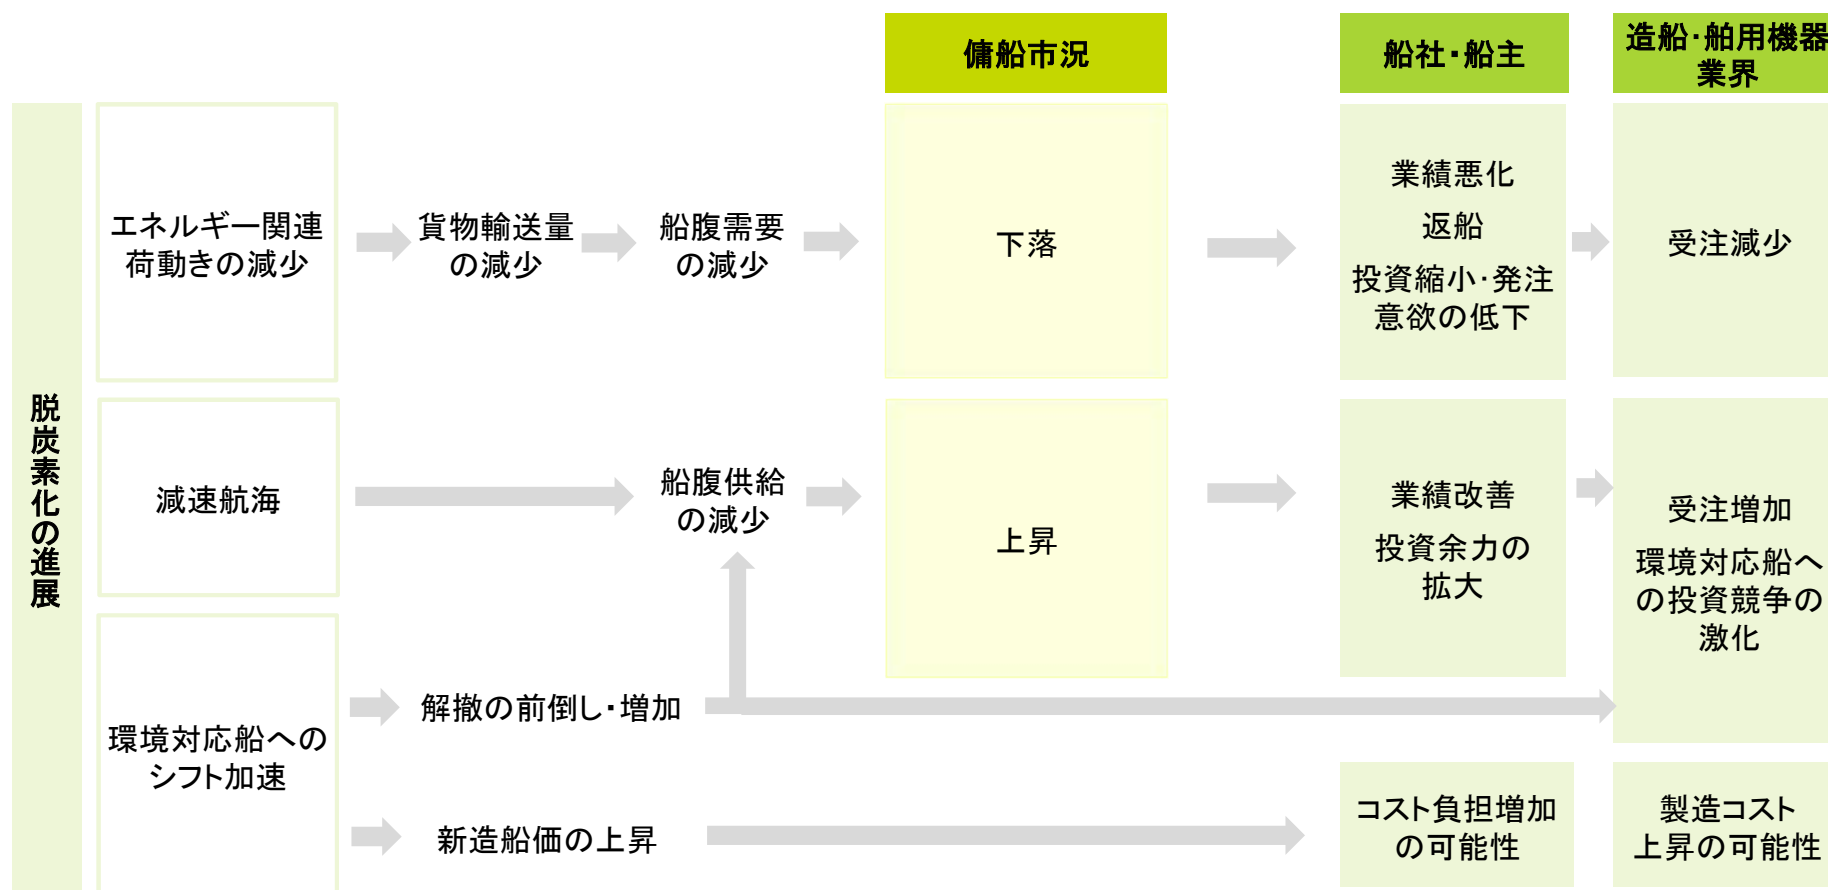 傭船市況
船社・船主
造船・舶用機器
業界
脱炭素化の進展
エネルギー関連
荷動きの減少
貨物輸送量
の減少
船腹需要
の減少
下落
業績悪化
返船
投資縮小・発注
意欲の低下
受注減少
減速航海
船腹供給
の減少
上昇
業績改善
投資余力の
拡大
受注増加
環境対応船へ
の投資競争の
激化
環境対応船への
シフト加速
解撤の前倒し・増加
新造船価の上昇
コスト負担増加
の可能性
製造コスト
上昇の可能性